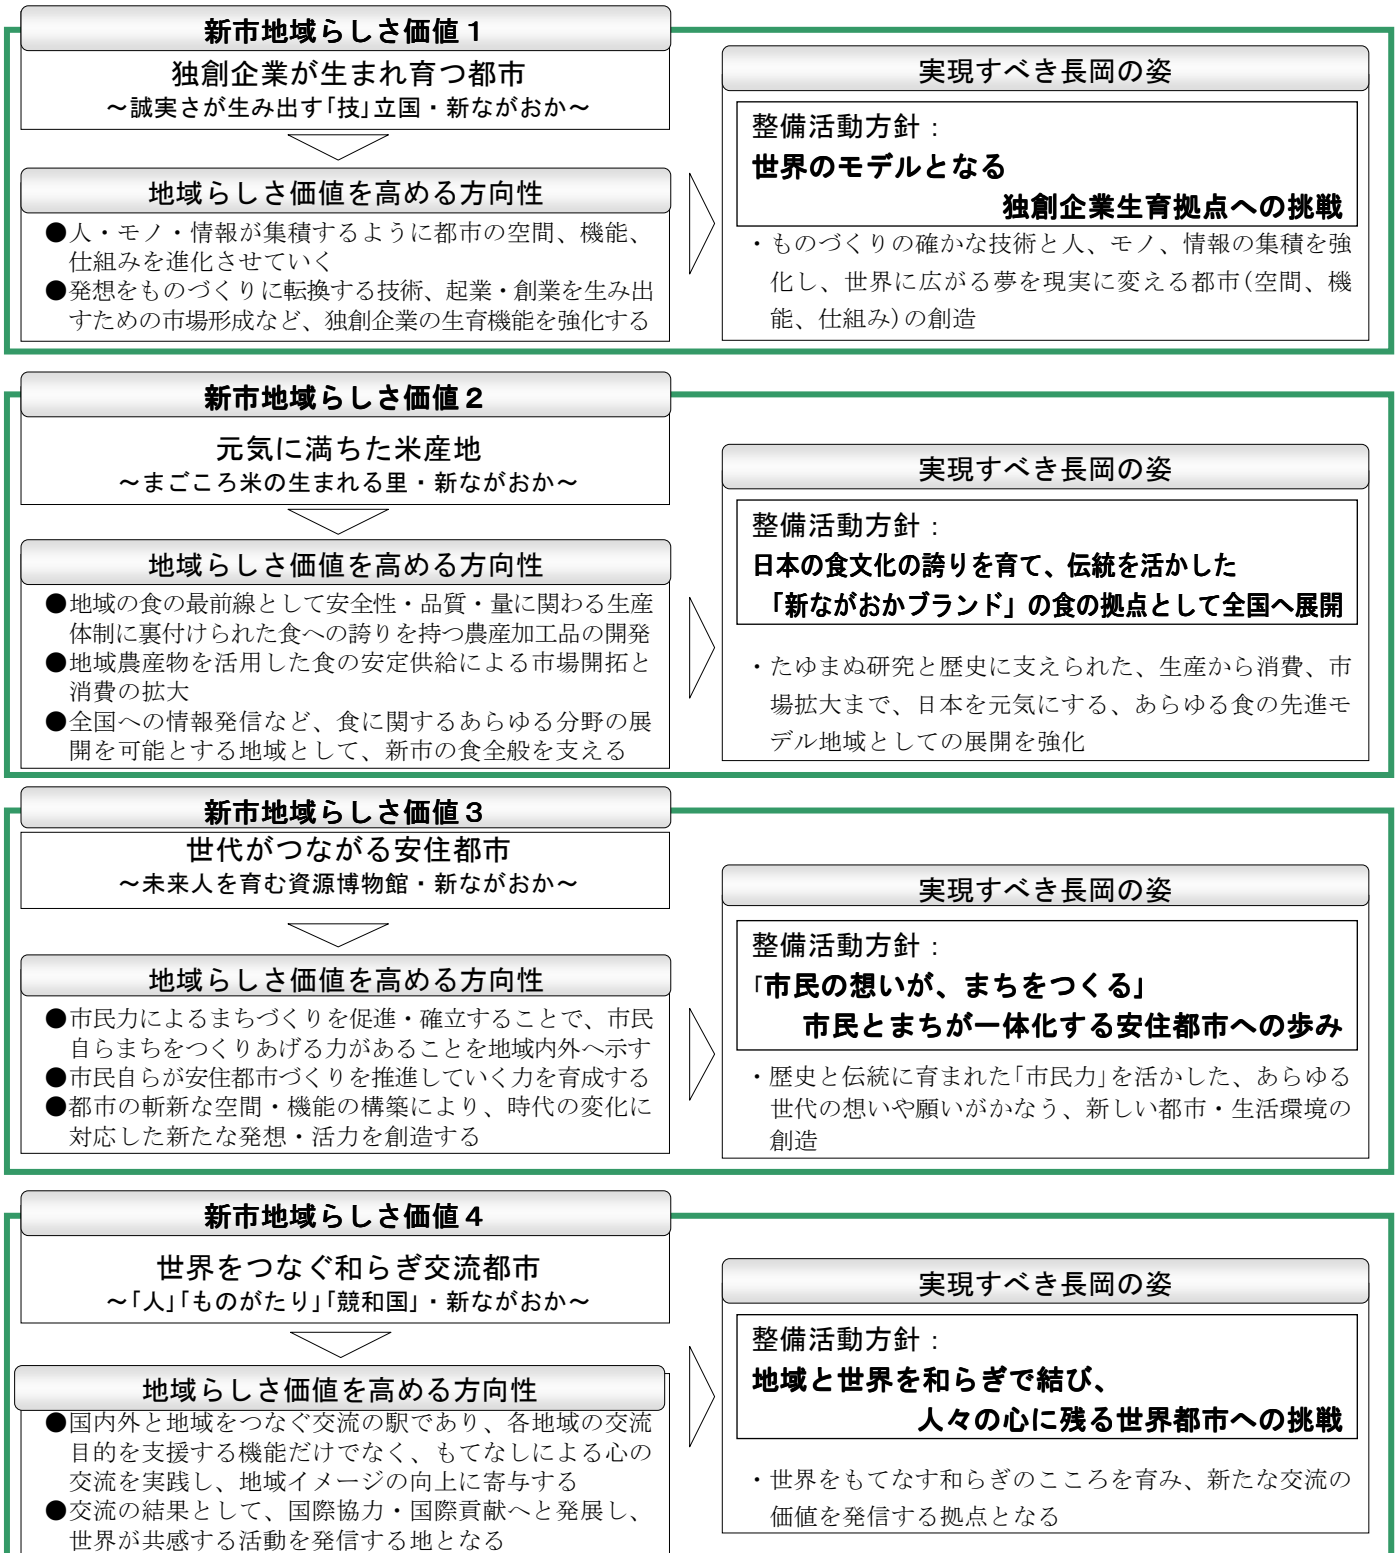 新市地域らしさ価値１
独創企業が生まれ育つ都市
～誠実さが生み出す「技」立国・新ながおか～
地域らしさ価値を高める方向性
●人・モノ・情報が集積するように都市の空間、機能、
仕組みを進化させていく
●発想をものづくりに転換する技術、起業・創業を生み出
すための市場形成など、独創企業の生育機能を強化する
実現すべき長岡の姿
整備活動方針：
世界のモデルとなる
独創企業生育拠点への挑戦
・ものづくりの確かな技術と人、モノ、情報の集積を強
化し、世界に広がる夢を現実に変える都市(空間、機
能、仕組み)の創造
新市地域らしさ価値２
元気に満ちた米産地
～まごころ米の生まれる里・新ながおか～
地域らしさ価値を高める方向性
●地域の食の最前線として安全性・品質・量に関わる生産
体制に裏付けられた食への誇りを持つ農産加工品の開発
●地域農産物を活用した食の安定供給による市場開拓と
消費の拡大
●全国への情報発信など、食に関するあらゆる分野の展
開を可能とする地域として、新市の食全般を支える
実現すべき長岡の姿
整備活動方針：
日本の食文化の誇りを育て、伝統を活かした
「新ながおかブランド」の食の拠点として全国へ展開
・たゆまぬ研究と歴史に支えられた、生産から消費、市
場拡大まで、日本を元気にする、あらゆる食の先進モ
デル地域としての展開を強化
新市地域らしさ価値３
世代がつながる安住都市
～未来人を育む資源博物館・新ながおか～
地域らしさ価値を高める方向性
●市民力によるまちづくりを促進・確立することで、市民
自らまちをつくりあげる力があることを地域内外へ示す
●市民自らが安住都市づくりを推進していく力を育成する
●都市の斬新な空間・機能の構築により、時代の変化に
対応した新たな発想・活力を創造する
実現すべき長岡の姿
整備活動方針：
「市民の想いが、まちをつくる」
市民とまちが一体化する安住都市への歩み
・歴史と伝統に育まれた「市民力」を活かした、あらゆる
世代の想いや願いがかなう、新しい都市・生活環境の
創造
新市地域らしさ価値４
世界をつなぐ和らぎ交流都市
～「人」「ものがたり」「競和国」・新ながおか～
地域らしさ価値を高める方向性
●国内外と地域をつなぐ交流の駅であり、各地域の交流
目的を支援する機能だけでなく、もてなしによる心の
交流を実践し、地域イメージの向上に寄与する
●交流の結果として、国際協力・国際貢献へと発展し、
世界が共感する活動を発信する地となる
実現すべき長岡の姿
整備活動方針：
地域と世界を和らぎで結び、
人々の心に残る世界都市への挑戦
・世界をもてなす和らぎのこころを育み、新たな交流の
価値を発信する拠点となる